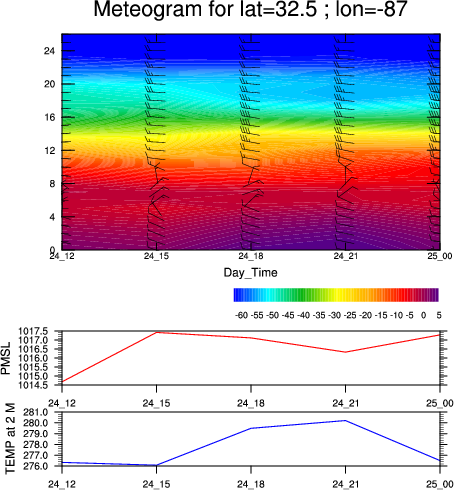 Meteogram for lat=32.5 ; lon=-87
24
20
16
12
8
4
0
24_12 24_15 24_18 24_21 25_00
Day_Time
-60 -55 -50 -45 -40 -35 -30 -25 -20 -15 -10 -5 0 5
PMSL
1017.5
1017.0
1016.5
1016.0
1015.5
1015.0
1014.5
24_12 24_15 24_18 24_21 25_00
TEMP at 2 M
281.0
280.0
279.0
278.0
277.0
276.0
24_12 24_15 24_18 24_21 25_00